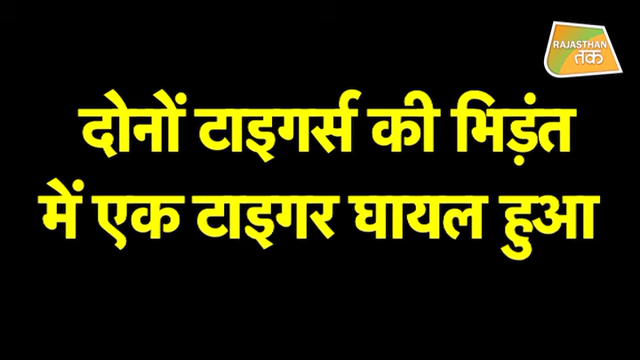 RAJASTHAN
तक
दोनों टाइगर्स की भिड़ंत
में एक टाइगर घायल हुआ